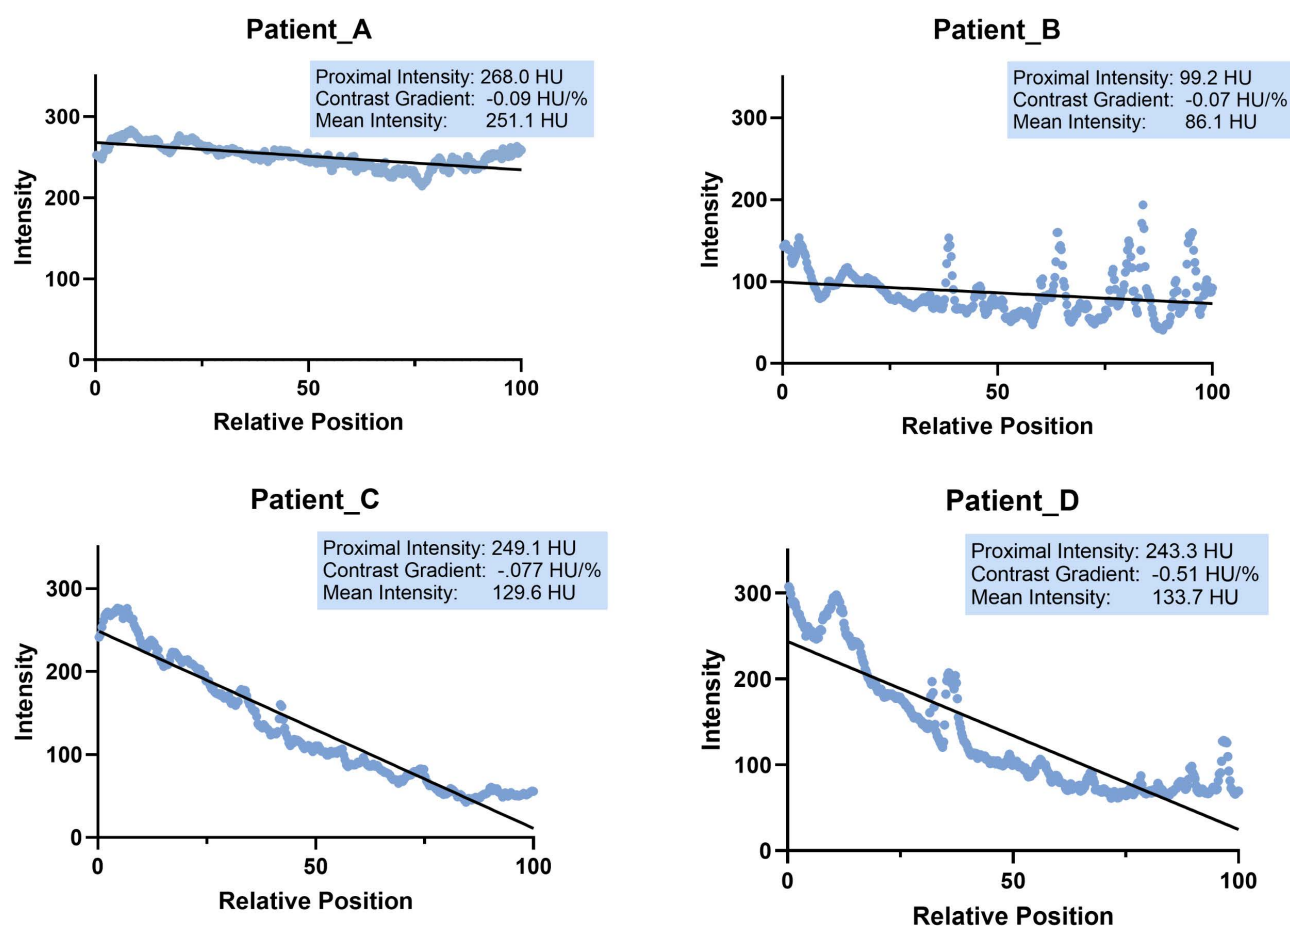 Patient_A
Proximal Intensity: 268.0 HU
Contrast Gradient: -0.09 HU/%
Mean Intensity: 251.1 HU
300
200
100
0
Intensity
0 50 100
Relative Position
Patient_B
Proximal Intensity: 99.2 HU
Contrast Gradient: -0.07 HU/%
Mean Intensity: 86.1 HU
300
200
100
0
Intensity
0 50 100
Relative Position
Patient_C
Proximal Intensity: 249.1 HU
Contrast Gradient: -.077 HU/%
Mean Intensity: 129.6 HU
300
200
100
0
Intensity
0 50 100
Relative Position
Patient_D
Proximal Intensity: 243.3 HU
Contrast Gradient: -0.51 HU/%
Mean Intensity: 133.7 HU
300
200
100
0
Intensity
0 50 100
Relative Position